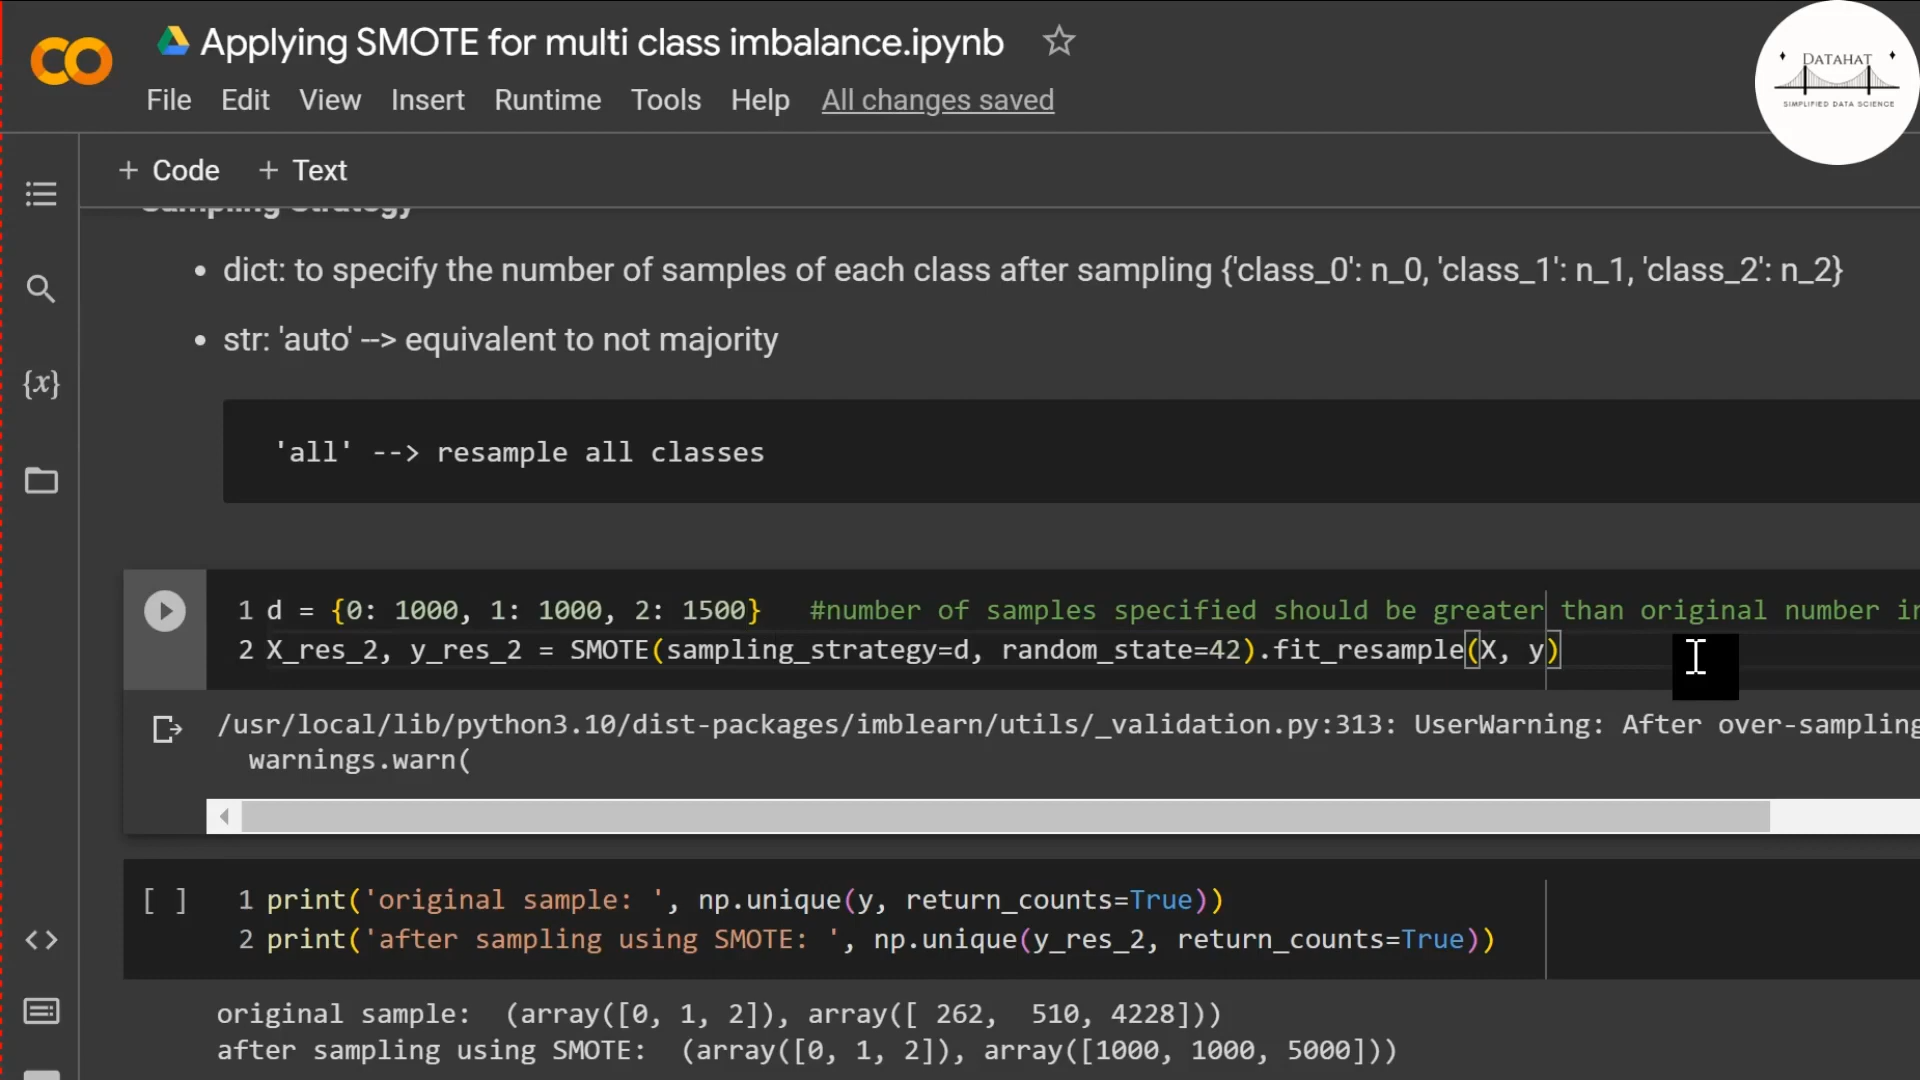 Applying SMOTE for multi class imbalance.ipynb
DATAHAT
SIMPLIFIED DATA SCIENCE
File Edit View Insert Runtime Tools Help All changes saved
+ Code + Text
Sampling Strategy
• dict: to specify the number of samples of each class after sampling {'class_0': n_0, 'class_1': n_1, 'class_2': n_2}
• str: 'auto' --> equivalent to not majority
'all' --> resample all classes
{x}
1 d = {0: 1000, 1: 1000, 2: 1500} #number of samples specified should be greater than original number in
2 X_res_2, y_res_2 = SMOTE(sampling_strategy=d, random_state=42).fit_resample(X, y)
/usr/local/lib/python3.10/dist-packages/imblearn/utils/_validation.py:313: UserWarning: After over-sampling
warnings.warn(
[ ] 1 print('original sample: ', np.unique(y, return_counts=True))
2 print('after sampling using SMOTE: ', np.unique(y_res_2, return_counts=True))
original sample: (array([0, 1, 2]), array([ 262, 510, 4228]))
after sampling using SMOTE: (array([0, 1, 2]), array([1000, 1000, 5000]))